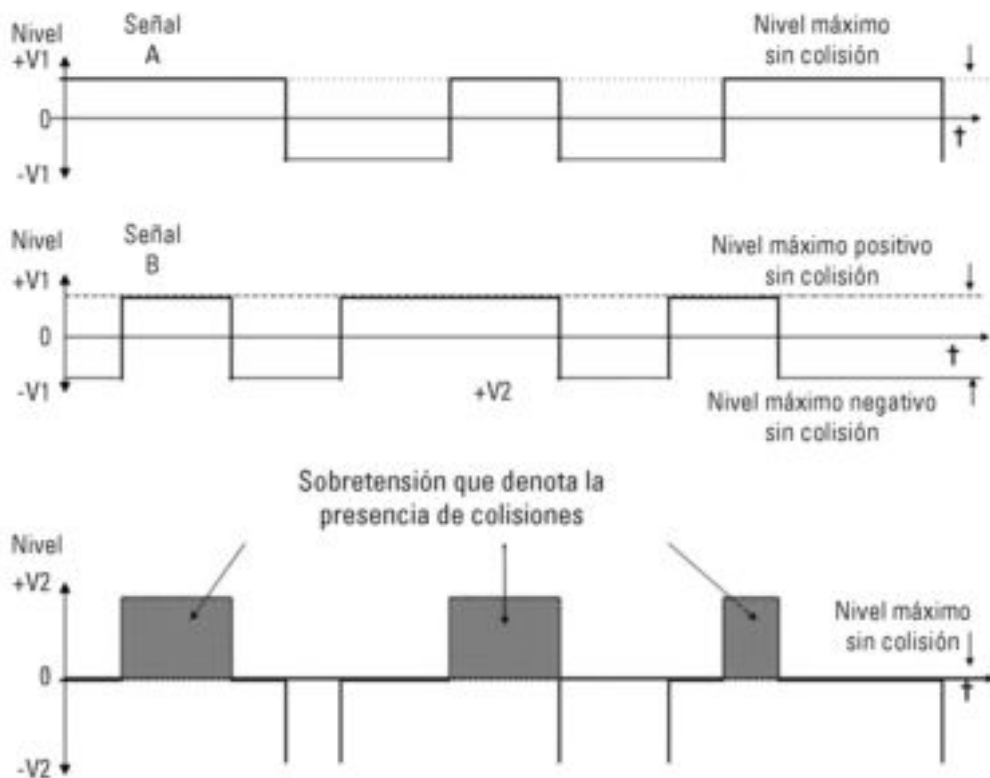 Nivel
+V1
Señal
A
Nivel máximo
sin colisión
0
-V1
t
Nivel
+V1
Señal
B
Nivel máximo positivo
sin colisión
0
-V1
t
+V2
Nivel máximo negativo
sin colisión
Sobretensión que denota la
presencia de colisiones
Nivel
+V2
Nivel máximo
sin colisión
0
t
-V2